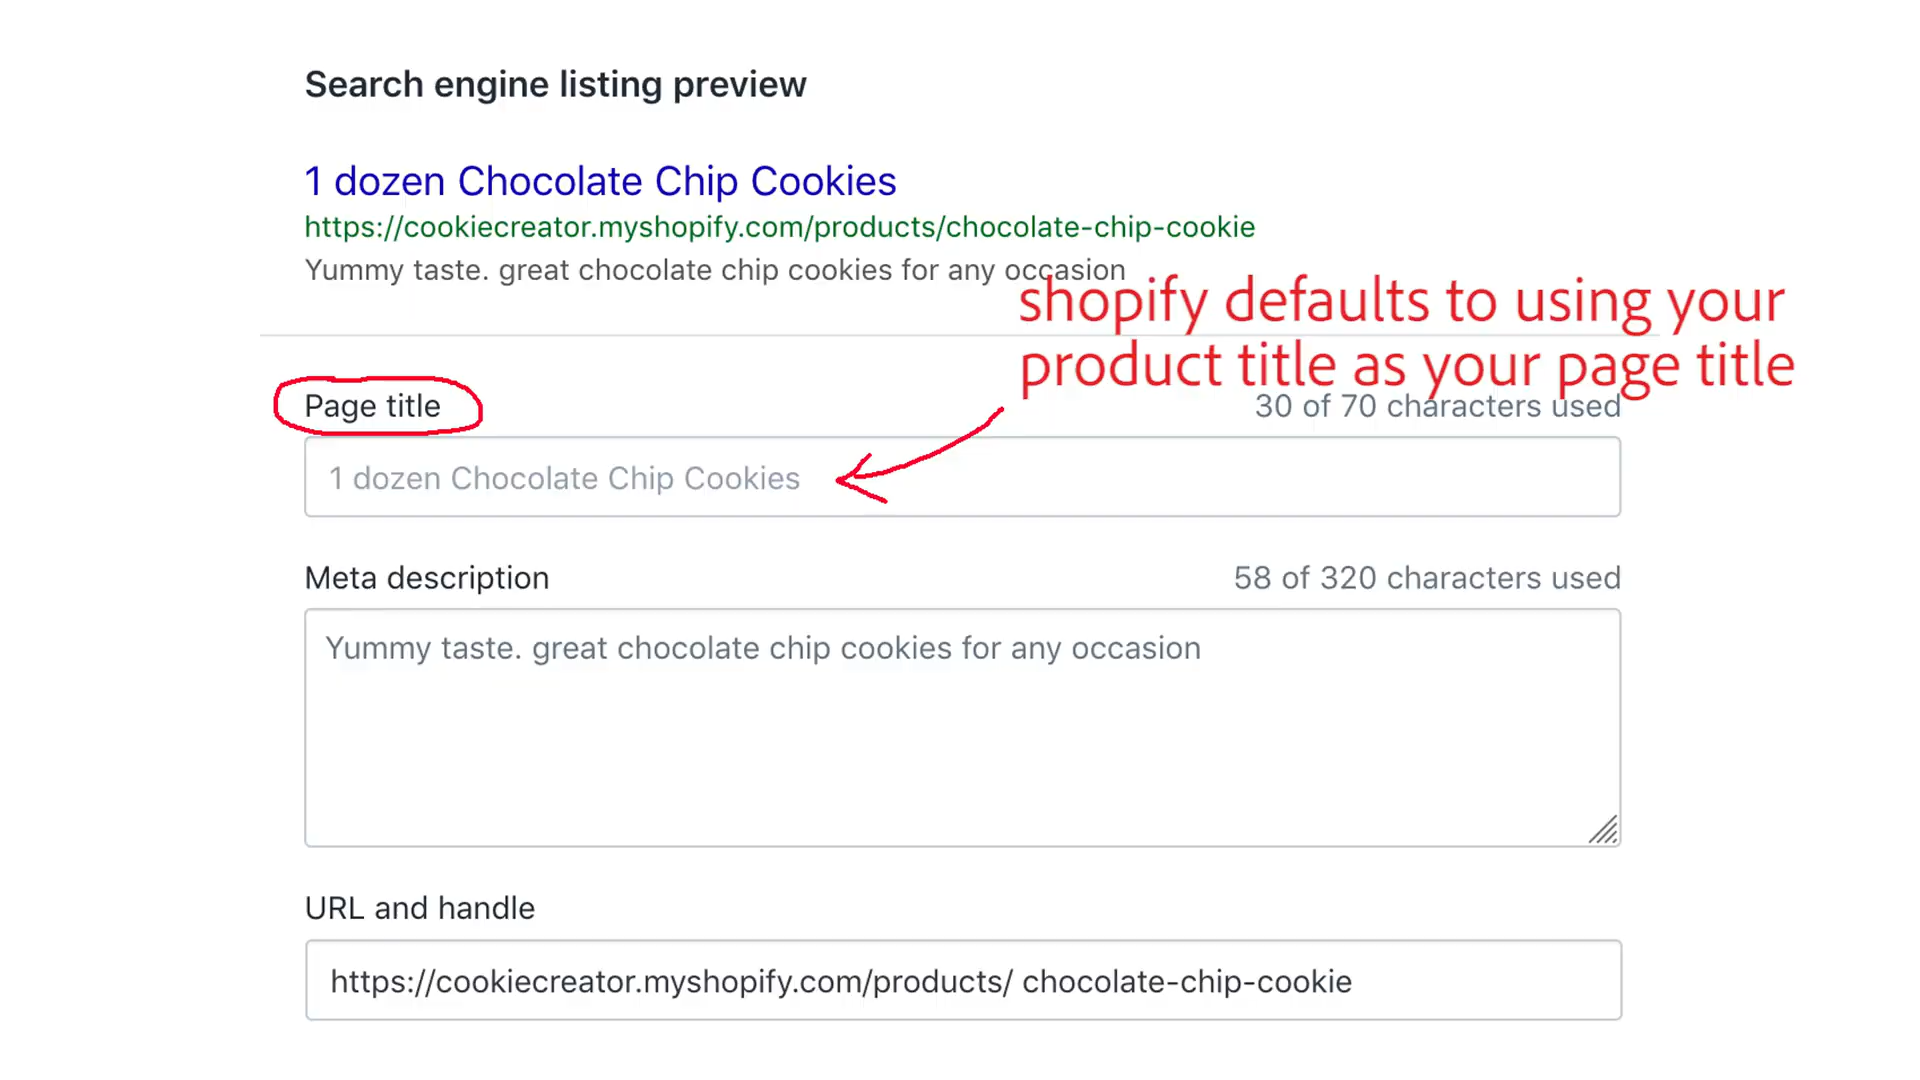 Search engine listing preview
1 dozen Chocolate Chip Cookies
https://cookiecreator.myshopify.com/products/chocolate-chip-cookie
Yummy taste. great chocolate chip cookies for any occasion
shopify defaults to using your
product title as your page title
Page title
30 of 70 characters used
1 dozen Chocolate Chip Cookies
Meta description
58 of 320 characters used
Yummy taste. great chocolate chip cookies for any occasion
URL and handle
https://cookiecreator.myshopify.com/products/ chocolate-chip-cookie